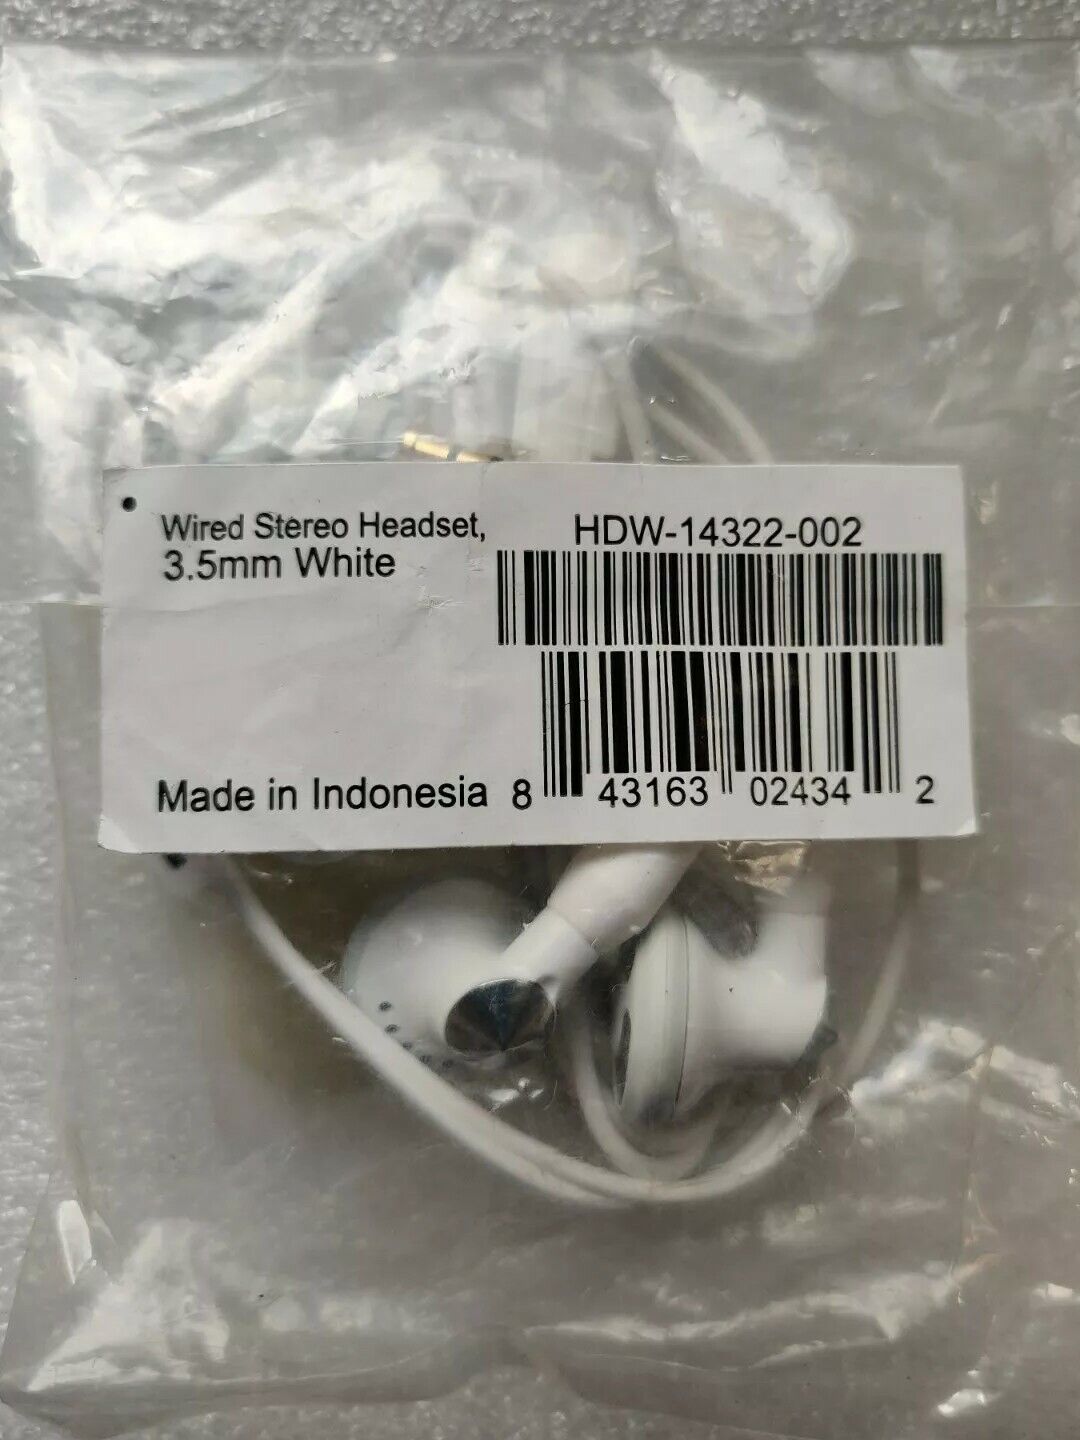 Wired Stereo Headset,
3.5mm White
HDW-14322-002
Made in Indonesia
8 43163 02434 2